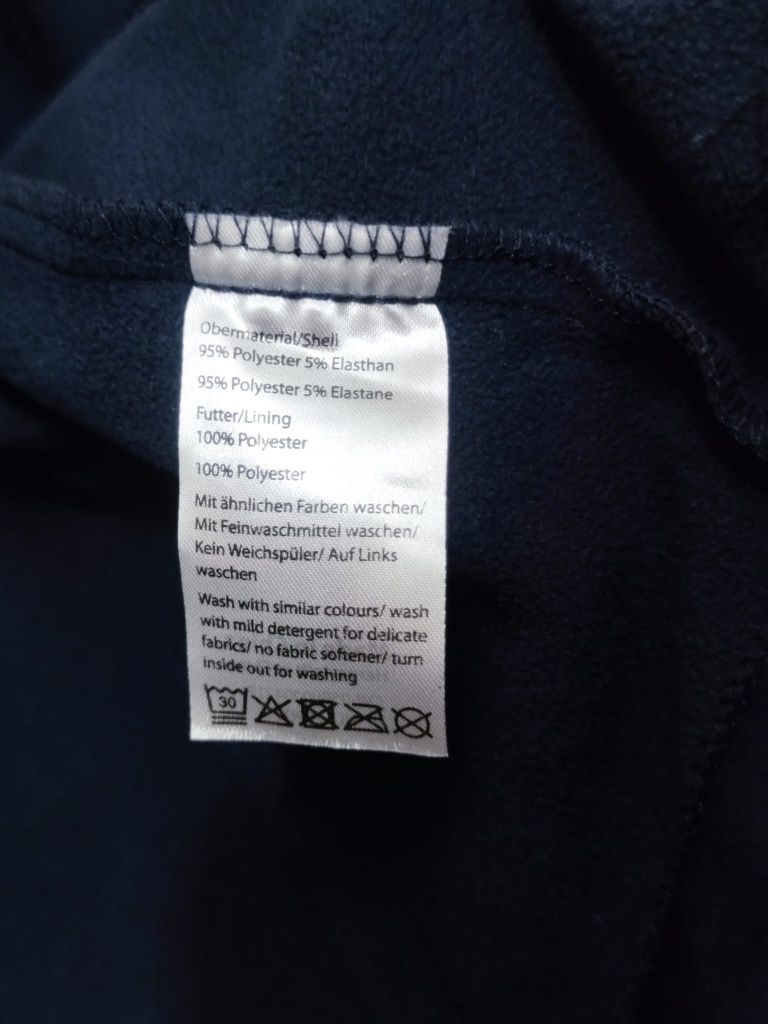 Obermaterial/Shell
95% Polyester 5% Elasthan
95% Polyester 5% Elastane
Futter/Lining
100% Polyester
100% Polyester
Mit ähnlichen Farben waschen/
Mit Feinwaschmittel waschen/
Kein Weichspüler/ Auf Links
waschen
Wash with similar colours/ wash
with mild detergent for delicate
fabrics/ no fabric softener/ turn
inside out for washing
30